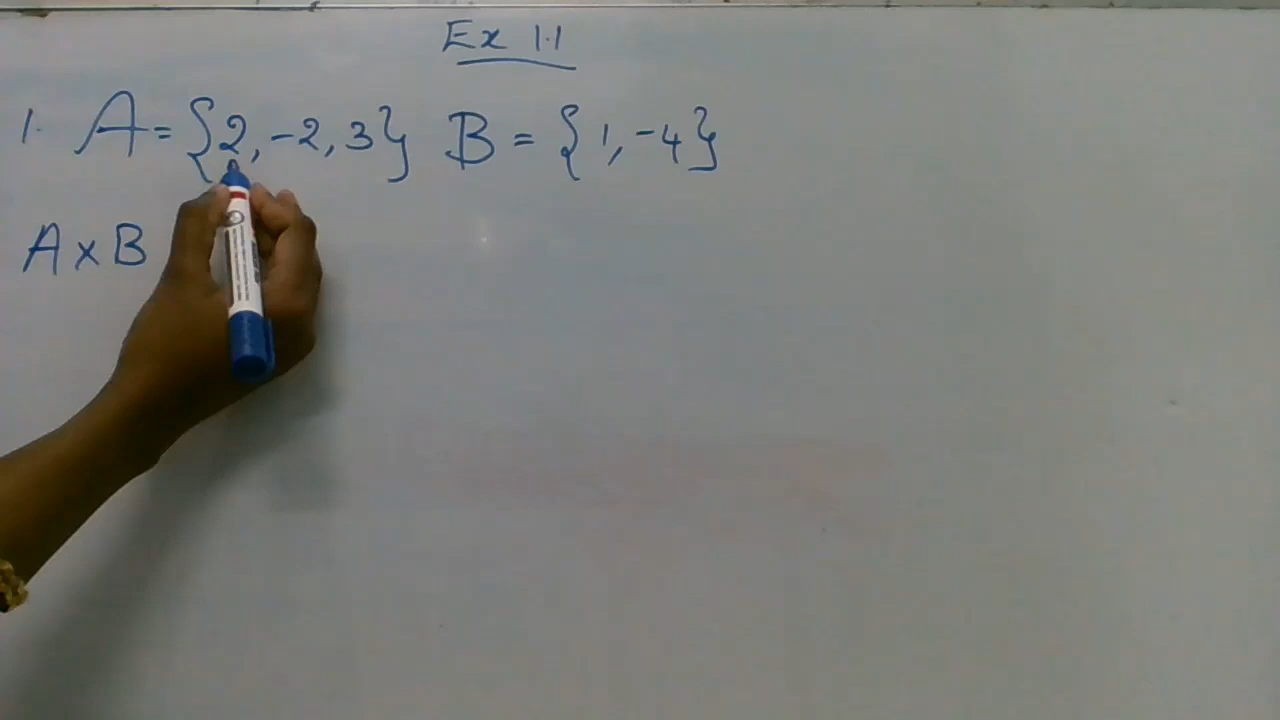 Ex 1.1
1. A = {2, -2, 3} B = {1, -4}
A x B